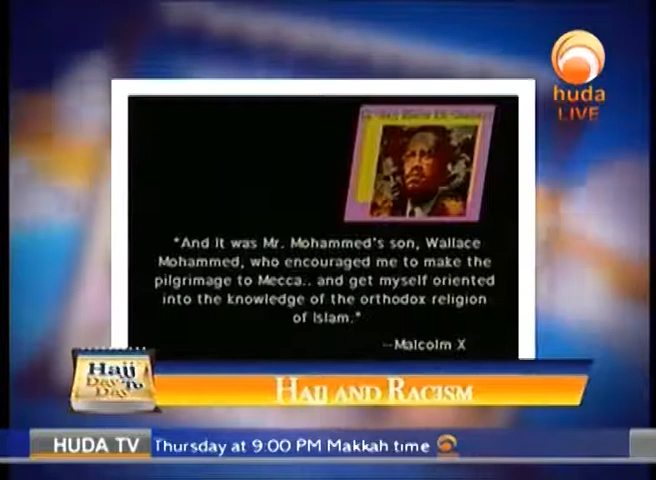 huda
LIVE
"And it was Mr. Mohammed's son, Wallace
Mohammed, who encouraged me to make the
pilgrimage to Mecca.. and get myself oriented
into the knowledge of the orthodox religion
of Islam."
--Malcolm X
Hajj
Day To
Day
HAJJ AND RACISM
HUDA TV
Thursday at 9:00 PM Makkah time